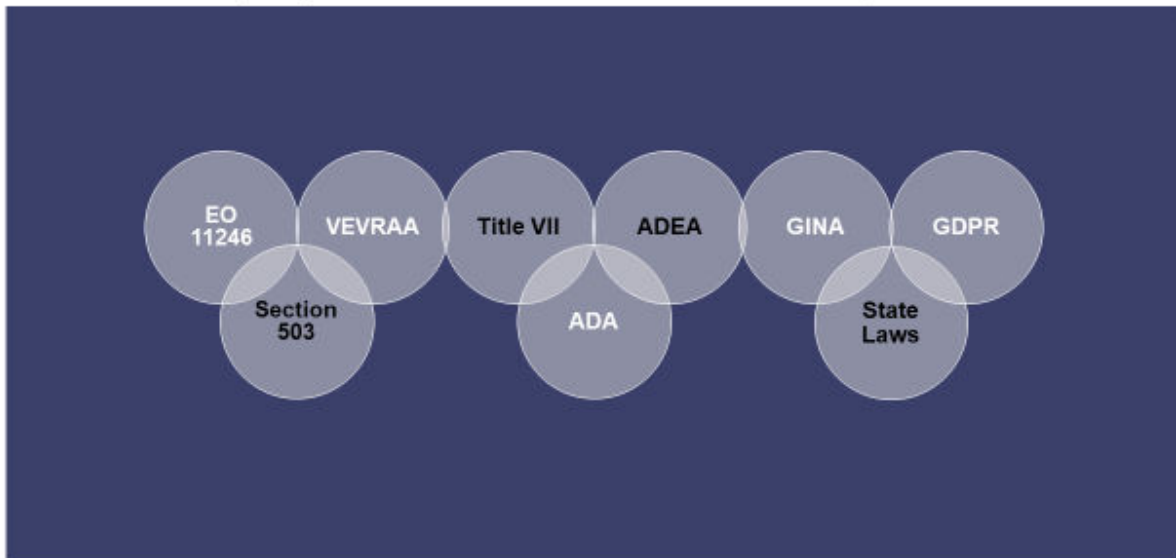 EO
11246
VEVRAA
Title VII
ADEA
GINA
GDPR
Section
503
ADA
State
Laws